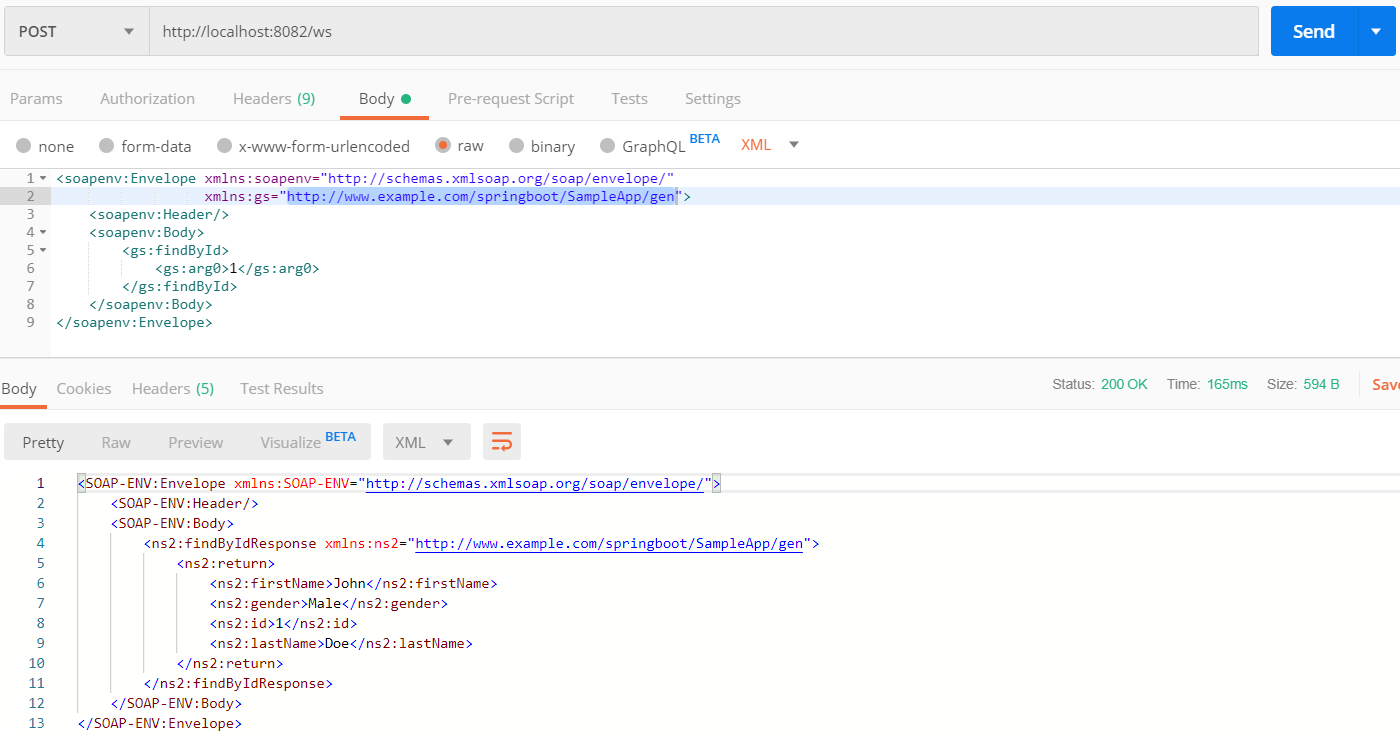 POST http://localhost:8082/ws Send
Params Authorization Headers (9) Body Pre-request Script Tests Settings
none form-data x-www-form-urlencoded raw binary GraphQL BETA XML
1 <soapenv:Envelope xmlns:soapenv="http://schemas.xmlsoap.org/soap/envelope/"
2 xmlns:gs="http://www.example.com/springboot/SampleApp/gen">
3 <soapenv:Header/>
4 <soapenv:Body>
5 <gs:findById>
6 <gs:arg0>1</gs:arg0>
7 </gs:findById>
8 </soapenv:Body>
9 </soapenv:Envelope>
Body Cookies Headers (5) Test Results Status: 200 OK Time: 165ms Size: 594 B Save
Pretty Raw Preview Visualize BETA XML
1 <SOAP-ENV:Envelope xmlns:SOAP-ENV="http://schemas.xmlsoap.org/soap/envelope/">
2 <SOAP-ENV:Header/>
3 <SOAP-ENV:Body>
4 <ns2:findByIdResponse xmlns:ns2="http://www.example.com/springboot/SampleApp/gen">
5 <ns2:return>
6 <ns2:firstName>John</ns2:firstName>
7 <ns2:gender>Male</ns2:gender>
8 <ns2:id>1</ns2:id>
9 <ns2:lastName>Doe</ns2:lastName>
10 </ns2:return>
11 </ns2:findByIdResponse>
12 </SOAP-ENV:Body>
13 </SOAP-ENV:Envelope>